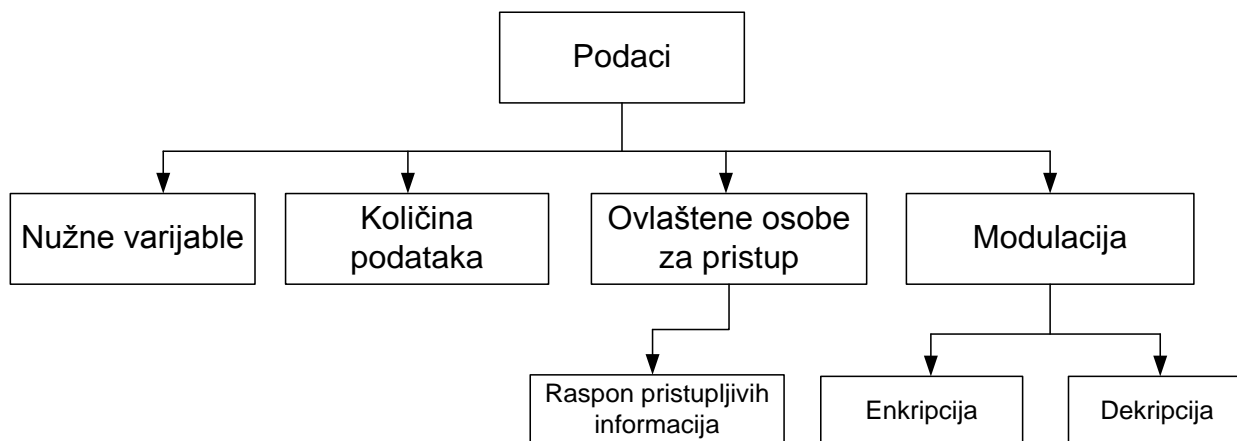 Podaci
Nužne varijable
Količina
podataka
Ovlaštene osobe
za pristup
Modulacija
Raspon pristupljivih
informacija
Enkripcija
Dekripcija